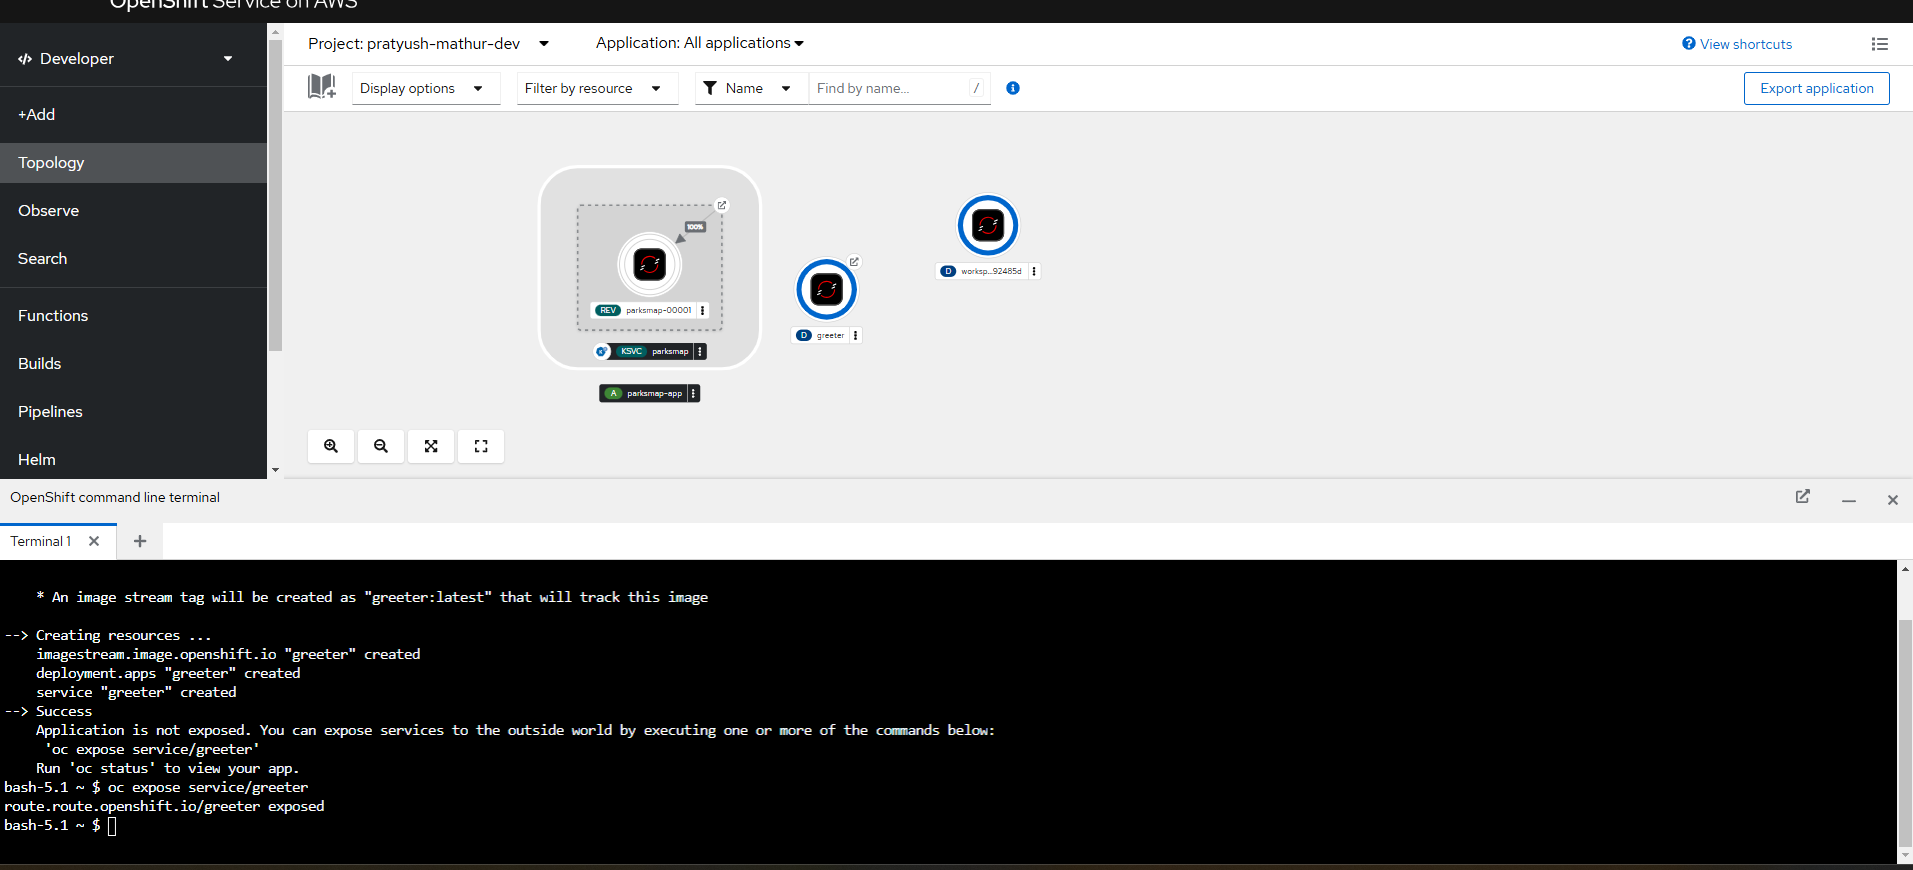 OpenShift Service on AWS
Developer
Project: pratyush-mathur-dev
Application: All applications
View shortcuts
Display options
Filter by resource
Name
Find by name...
/
Export application
+Add
Topology
Observe
Search
Functions
Builds
Pipelines
Helm
100%
REV parksmap-00001
KSVC parksmap
A parksmap-app
D greeter
D worksp...92485d
OpenShift command line terminal
Terminal 1
* An image stream tag will be created as "greeter:latest" that will track this image
--> Creating resources ...
imagestream.image.openshift.io "greeter" created
deployment.apps "greeter" created
service "greeter" created
--> Success
Application is not exposed. You can expose services to the outside world by executing one or more of the commands below:
'oc expose service/greeter'
Run 'oc status' to view your app.
bash-5.1 ~ $ oc expose service/greeter
route.route.openshift.io/greeter exposed
bash-5.1 ~ $